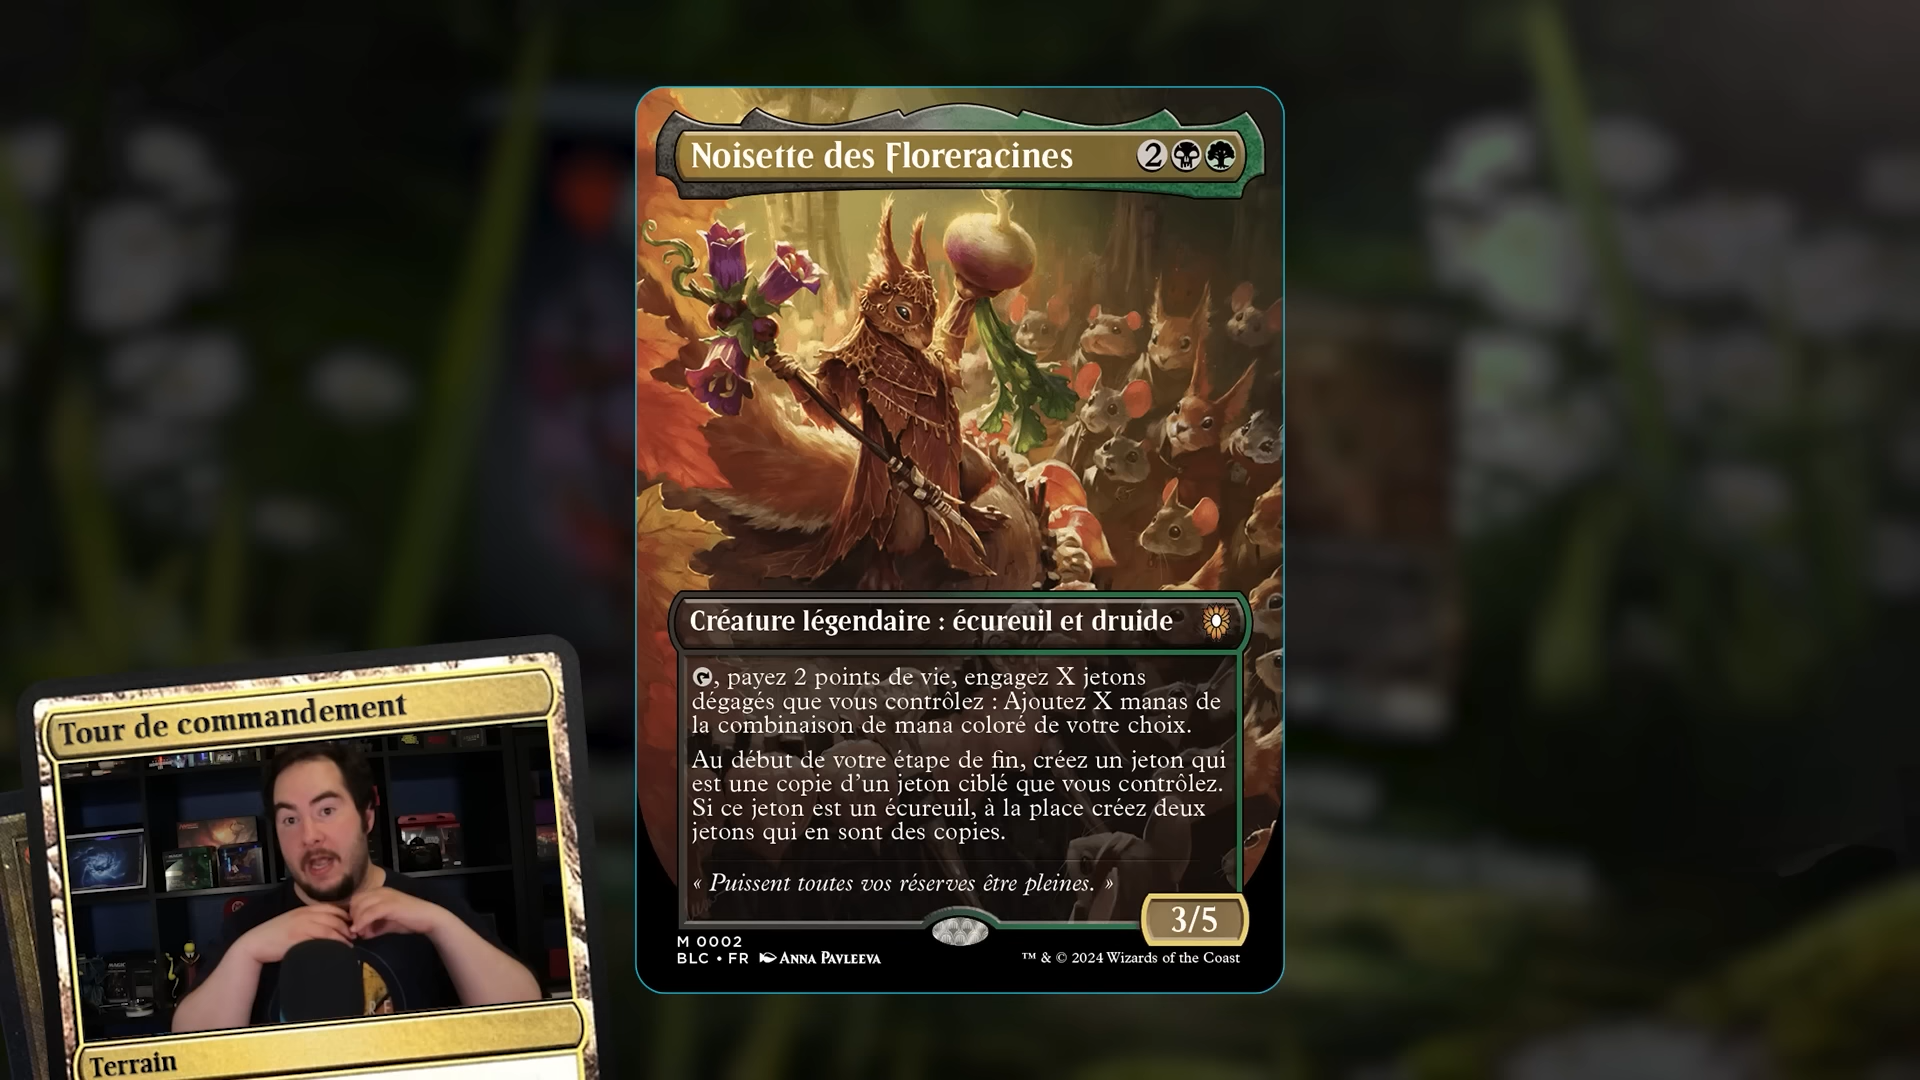 Noisette des Floreracines
2
Créature légendaire : écureuil et druide
, payez 2 points de vie, engagez X jetons
dégagés que vous contrôlez : Ajoutez X manas de
la combinaison de mana coloré de votre choix.
Au début de votre étape de fin, créez un jeton qui
est une copie d’un jeton ciblé que vous contrôlez.
Si ce jeton est un écureuil, à la place créez deux
jetons qui en sont des copies.
« Puissent toutes vos réserves être pleines. »
3/5
M 0002
BLC • FR Anna Pavleeva
™ & © 2024 Wizards of the Coast
Tour de commandement
Terrain